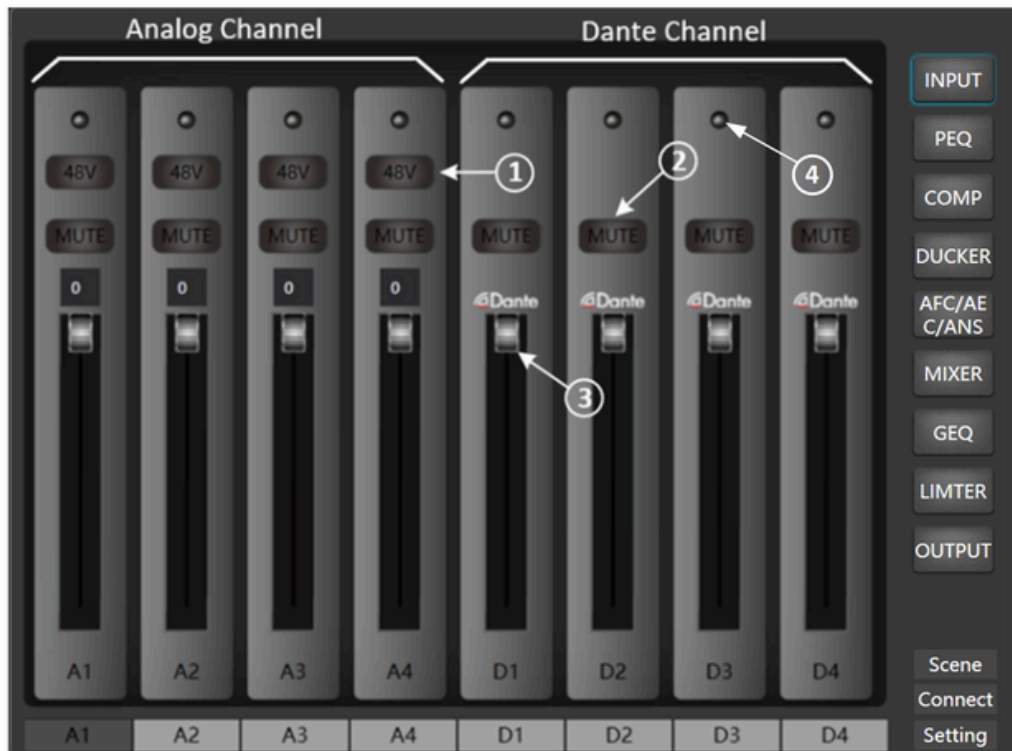 Analog Channel Dante Channel
INPUT
48V 48V 48V 48V 1 2 4
PEQ
COMP
MUTE MUTE MUTE MUTE MUTE MUTE MUTE MUTE
DUCKER
0 0 0 0 Dante Dante Dante Dante
AFC/AE
C/ANS
MIXER
3
GEQ
LIMTER
OUTPUT
A1 A2 A3 A4 D1 D2 D3 D4
Scene
Connect
A1 A2 A3 A4 D1 D2 D3 D4
Setting